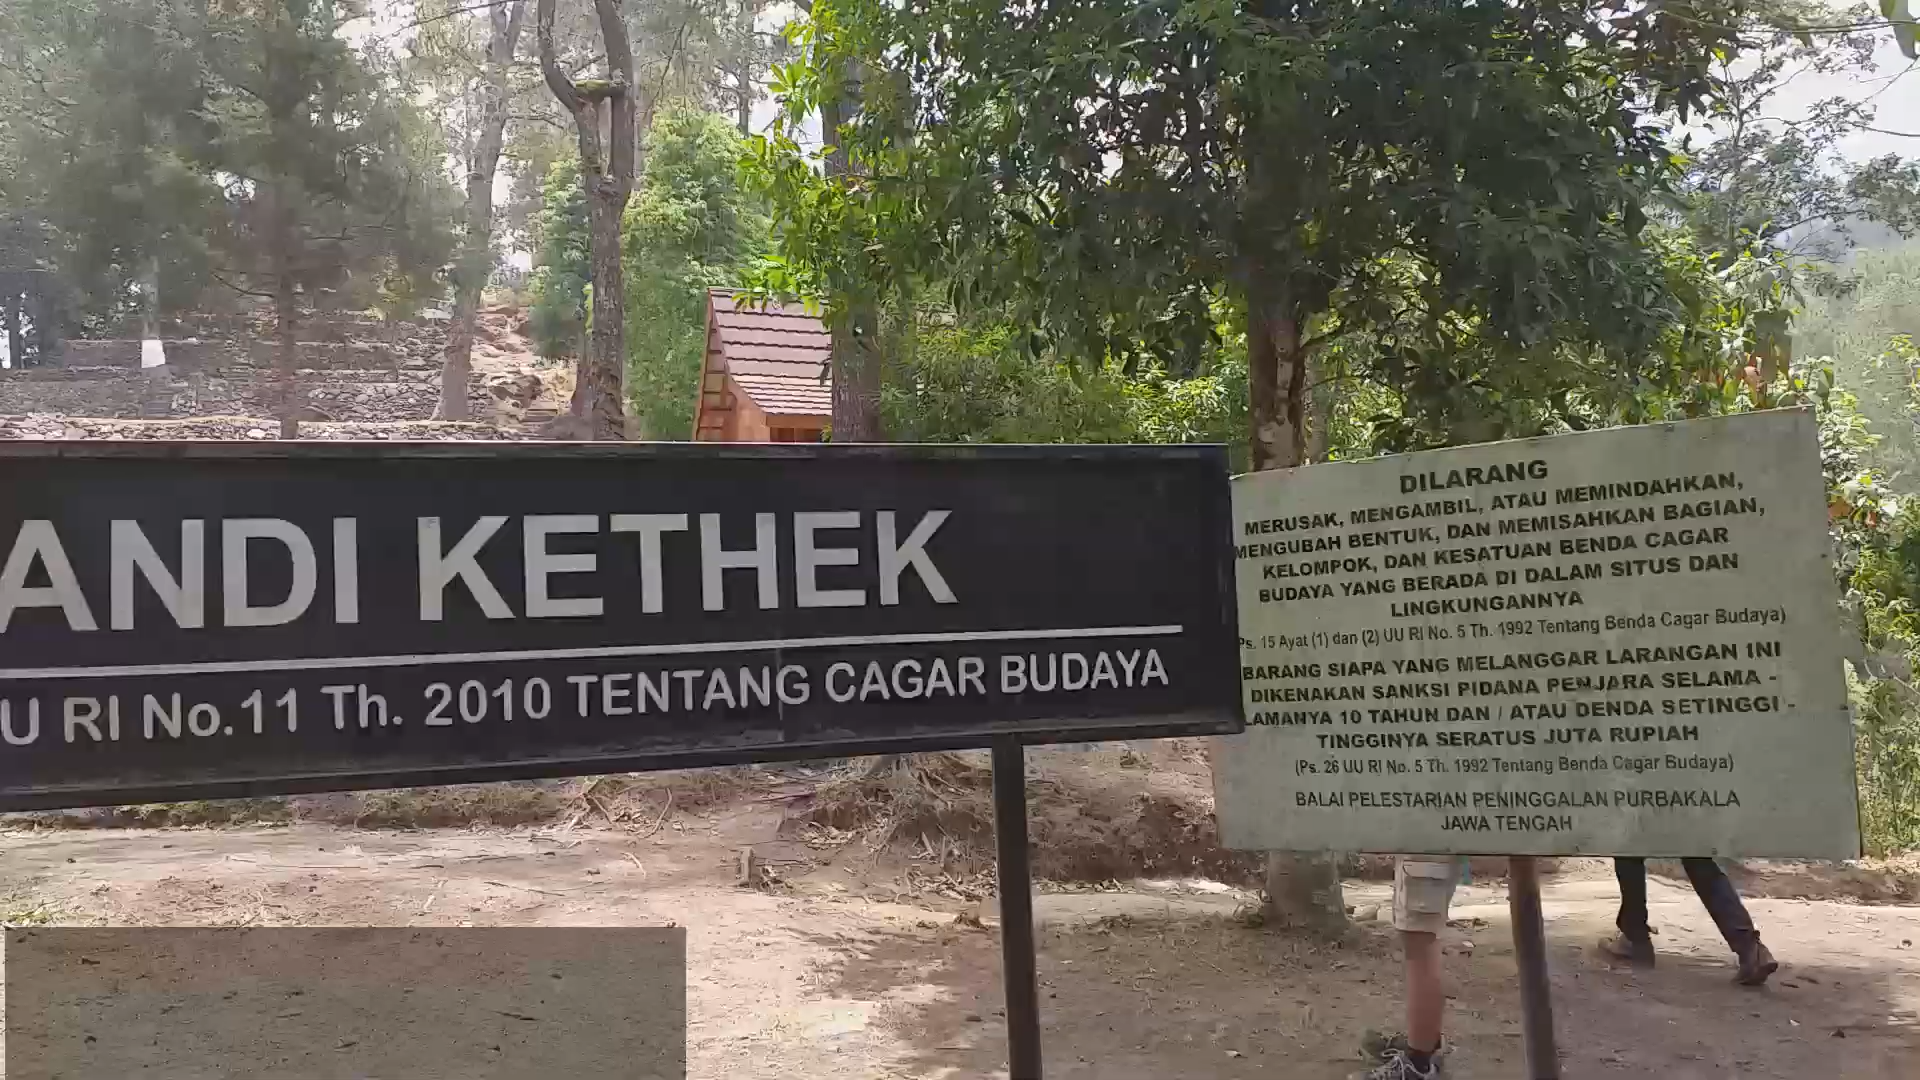 ANDI KETHEK
U RI No.11 Th. 2010 TENTANG CAGAR BUDAYA
DILARANG
MERUSAK, MENGAMBIL, ATAU MEMINDAHKAN,
MENGUBAH BENTUK, DAN MEMISAHKAN BAGIAN,
KELOMPOK, DAN KESATUAN BENDA CAGAR
BUDAYA YANG BERADA DI DALAM SITUS DAN
LINGKUNGANNYA
Ps. 15 Ayat (1) dan (2) UU RI No. 5 Th. 1992 Tentang Benda Cagar Budaya)
BARANG SIAPA YANG MELANGGAR LARANGAN INI
DIKENAKAN SANKSI PIDANA PENJARA SELAMA -
LAMANYA 10 TAHUN DAN / ATAU DENDA SETINGGI -
TINGGINYA SERATUS JUTA RUPIAH
(Ps. 26 UU RI No. 5 Th. 1992 Tentang Benda Cagar Budaya)
BALAI PELESTARIAN PENINGGALAN PURBAKALA
JAWA TENGAH